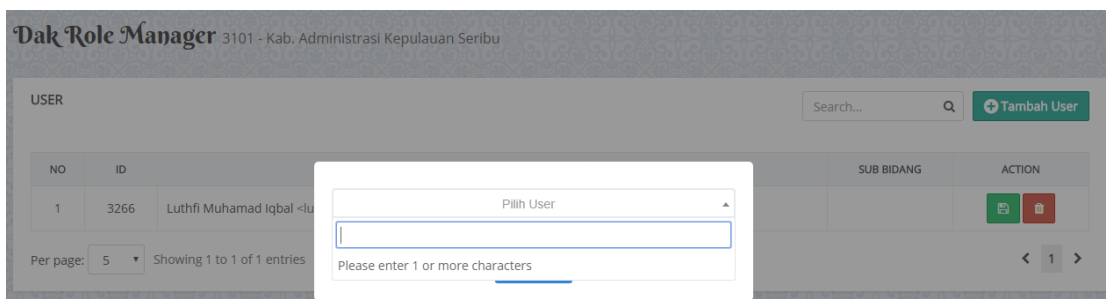 Dak Role Manager 3101 - Kab. Administrasi Kepulauan Seribu
USER
Search...
Tambah User
NO ID SUB BIDANG ACTION
1 3266 Luthfi Muhamad Iqbal <lu
Pilih User
Please enter 1 or more characters
Per page: 5 Showing 1 to 1 of 1 entries 1